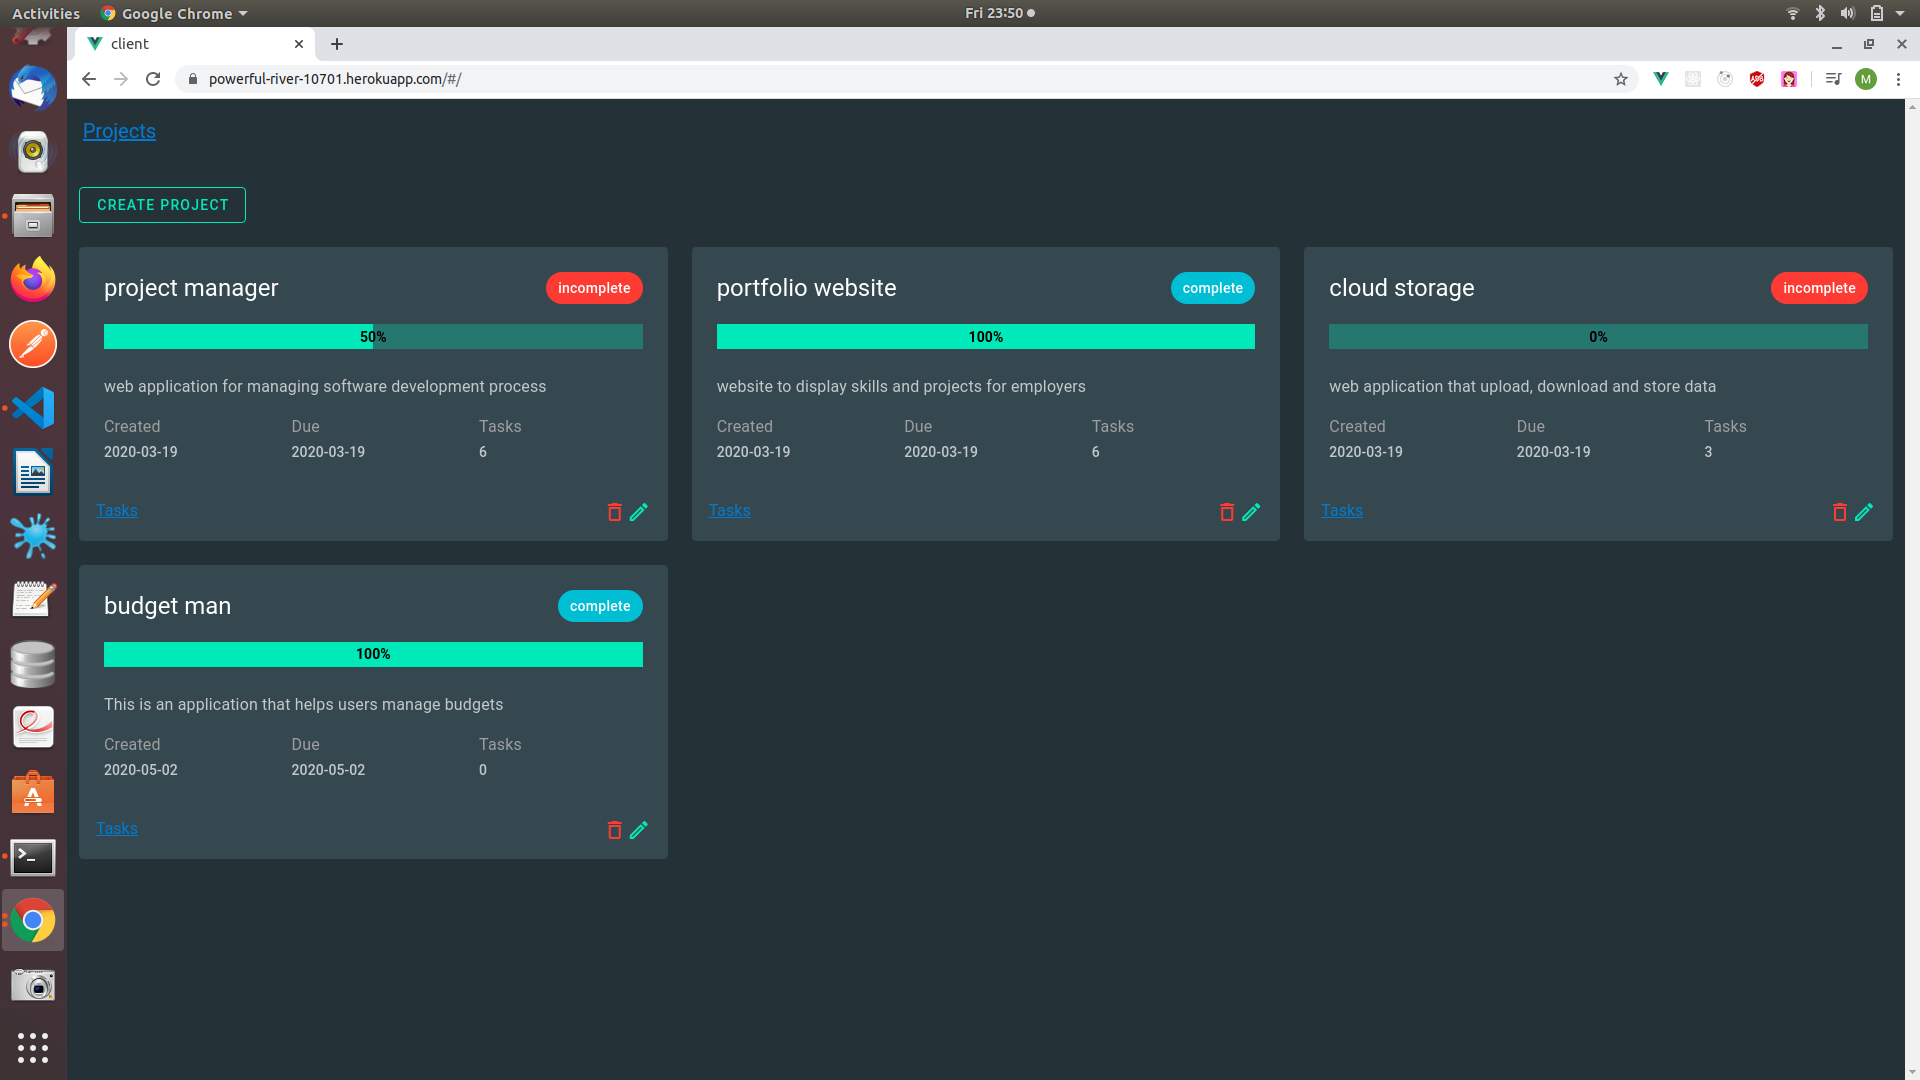 Activities Google Chrome Fri 23:50
client
powerful-river-10701.herokuapp.com/#/
ABP
M
Projects
CREATE PROJECT
project manager incomplete
50%
web application for managing software development process
Created Due Tasks
2020-03-19 2020-03-19 6
Tasks
portfolio website complete
100%
website to display skills and projects for employers
Created Due Tasks
2020-03-19 2020-03-19 6
Tasks
cloud storage incomplete
0%
web application that upload, download and store data
Created Due Tasks
2020-03-19 2020-03-19 3
Tasks
budget man complete
100%
This is an application that helps users manage budgets
Created Due Tasks
2020-05-02 2020-05-02 0
Tasks